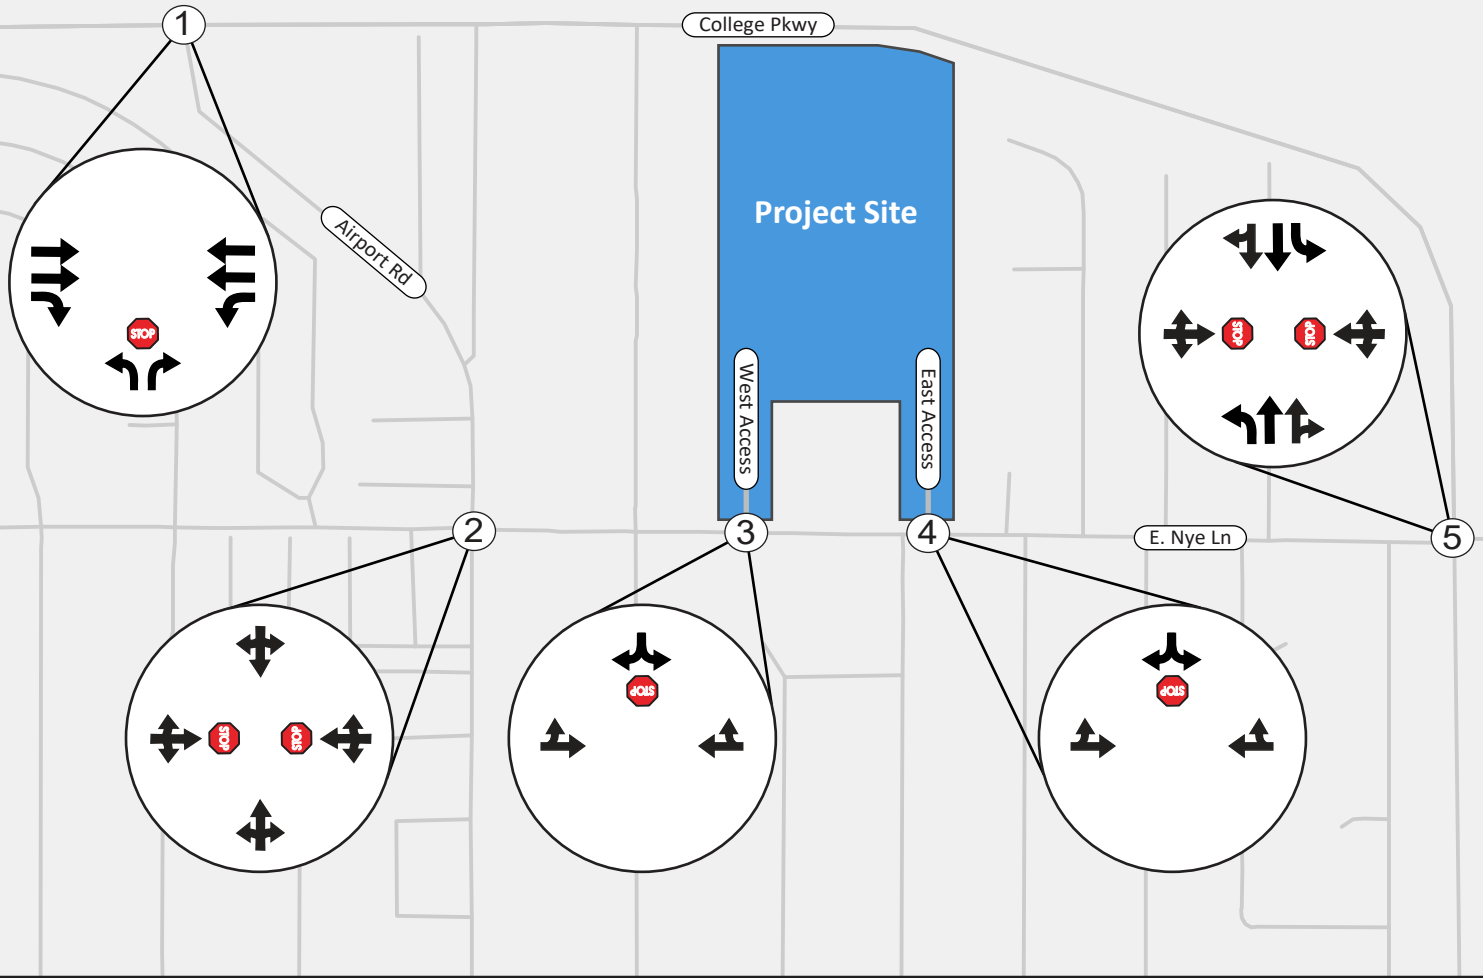 1
College Pkwy
Project Site
Airport Rd
STOP
STOP
STOP
West Access
East Access
2
3
4
E. Nye Ln
5
STOP
STOP
STOP
STOP